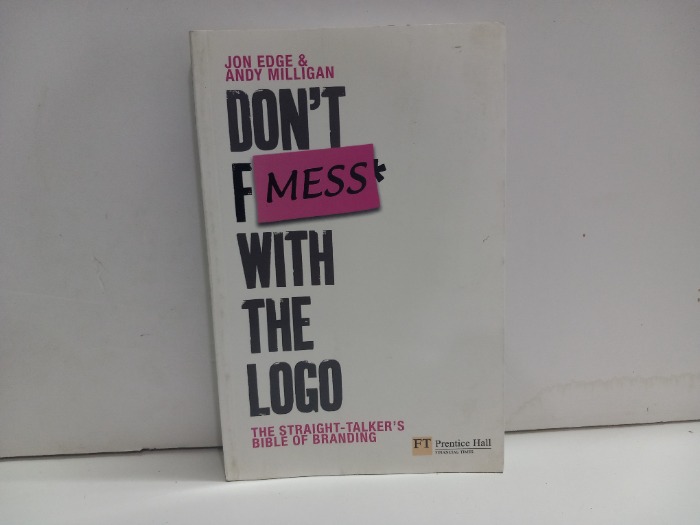 JON EDGE &
ANDY MILLIGAN
DON'T
F MESS*
WITH
THE
LOGO
THE STRAIGHT-TALKER'S
BIBLE OF BRANDING
FT Prentice Hall
FINANCIAL TIMES